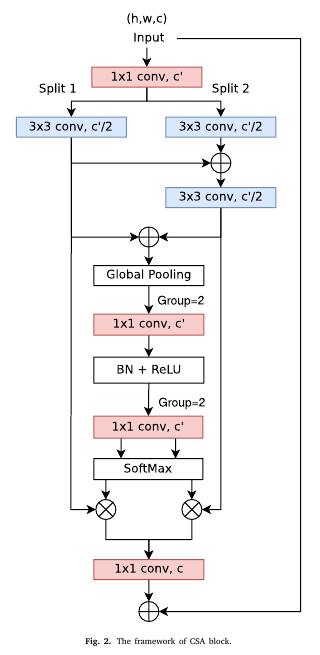 (h,w,c)
Input
1x1 conv, c'
Split 1
Split 2
3x3 conv, c'/2
3x3 conv, c'/2
3x3 conv, c'/2
Global Pooling
Group=2
1x1 conv, c'
BN + ReLU
Group=2
1x1 conv, c'
SoftMax
1x1 conv, c
Fig. 2. The framework of CSA block.